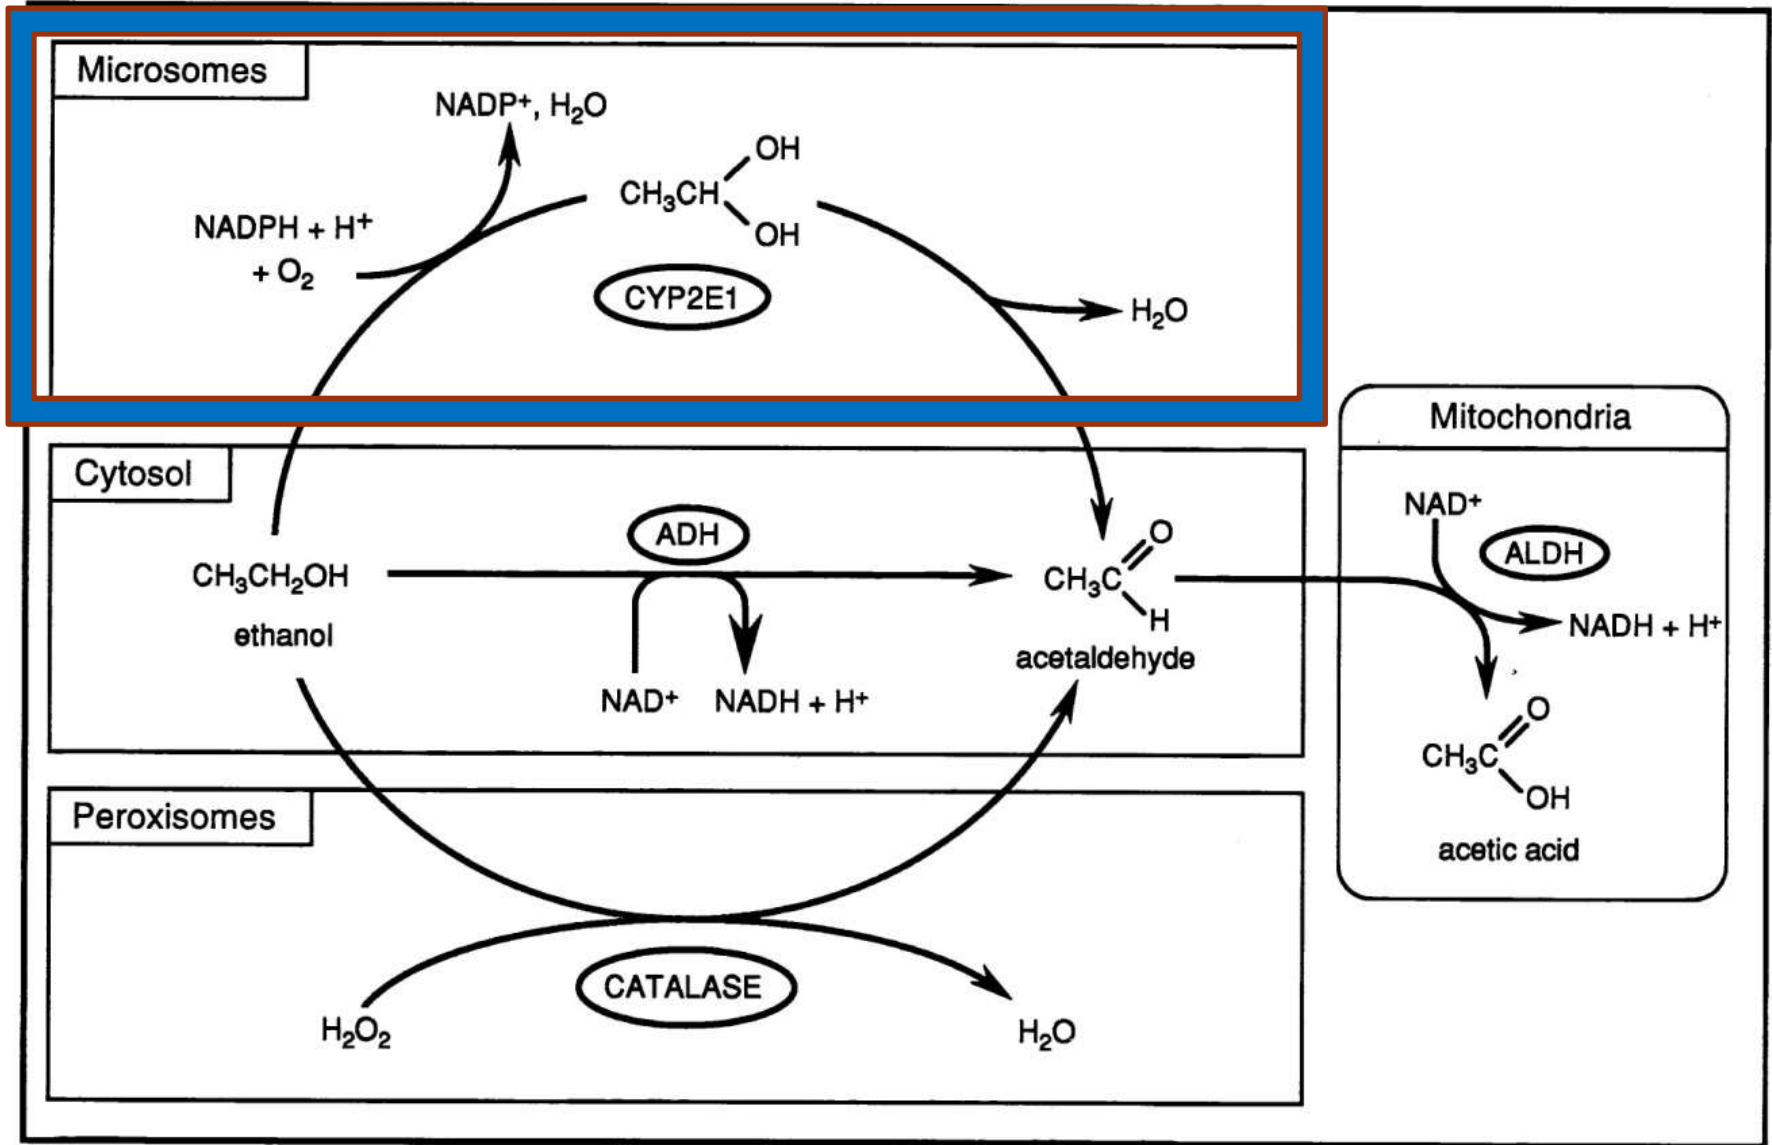 Microsomes
NADP⁺, H₂O
OH
CH₃CH
OH
NADPH + H⁺
+ O₂
CYP2E1
H₂O
Mitochondria
Cytosol
NAD⁺
ADH
O
ALDH
CH₃CH₂OH
CH₃C
H
NADH + H⁺
ethanol
acetaldehyde
NAD⁺
NADH + H⁺
O
CH₃C
OH
Peroxisomes
acetic acid
CATALASE
H₂O₂
H₂O